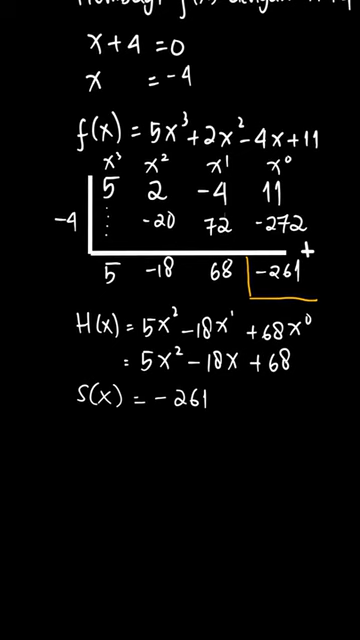 f(x) dengan
x + 4 = 0
x = -4
f(x) = 5x³ + 2x² - 4x + 11
x³ x² x¹ x⁰
5 2 -4 11
-4 ⋮ -20 72 -272 +
5 -18 68 -261
H(x) = 5x² - 18x¹ + 68x⁰
= 5x² - 18x + 68
S(x) = -261